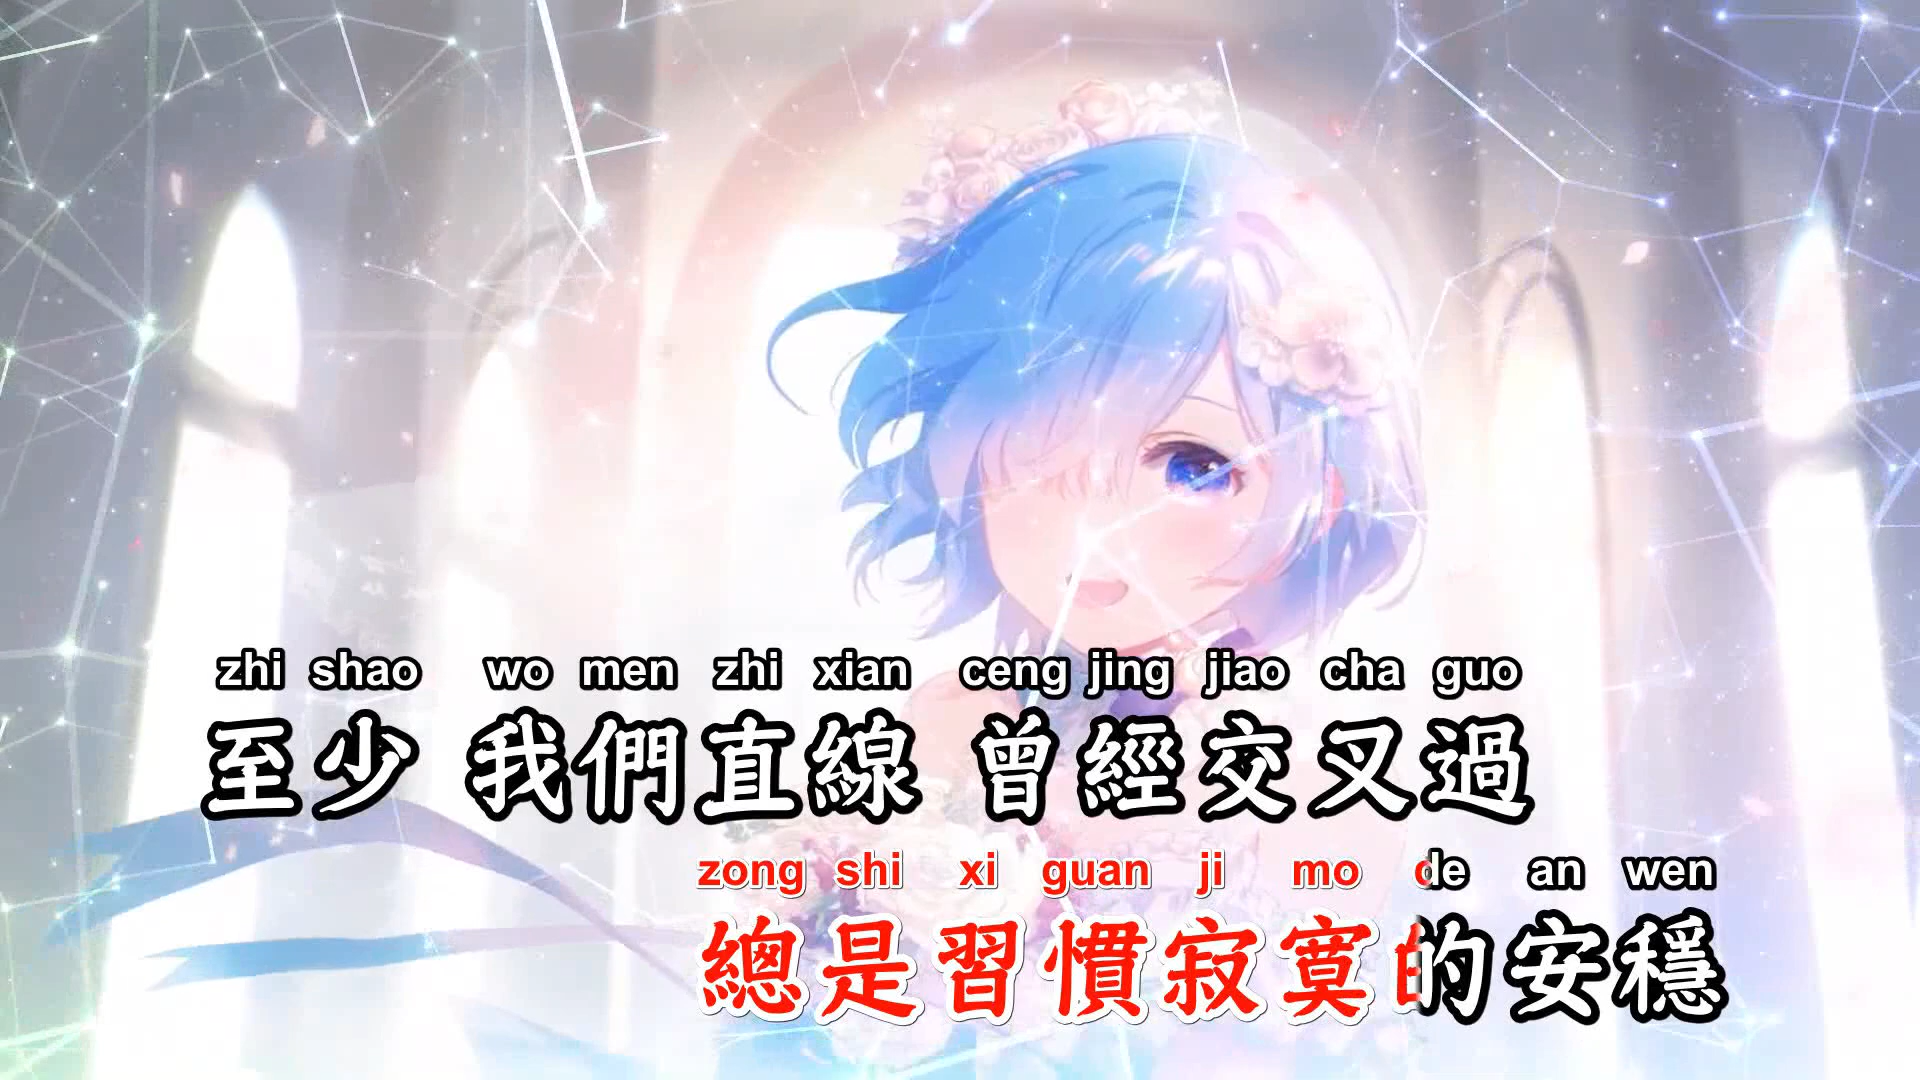 zhi shao wo men zhi xian ceng jing jiao cha guo
至少 我們直線 曾經交叉過
zong shi xi guan ji mo de an wen
總是習慣寂寞的安穩